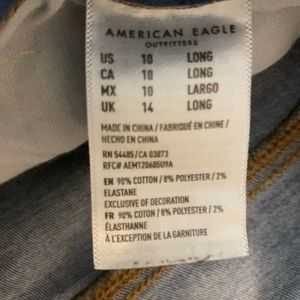 AMERICAN EAGLE
OUTFITTERS
US 10 LONG
CA 10 LONG
MX 10 LARGO
UK 14 LONG
MADE IN CHINA / FABRIQUÉ EN CHINE /
HECHO EN CHINA
RN 54485/CA 03873
RFC# AEM120605U9A
EN 90% COTTON / 8% POLYESTER / 2%
ELASTANE
EXCLUSIVE OF DECORATION
FR 90% COTON / 8% POLYESTER / 2%
ÉLASTHANNE
À L'EXCEPTION DE LA GARNITURE